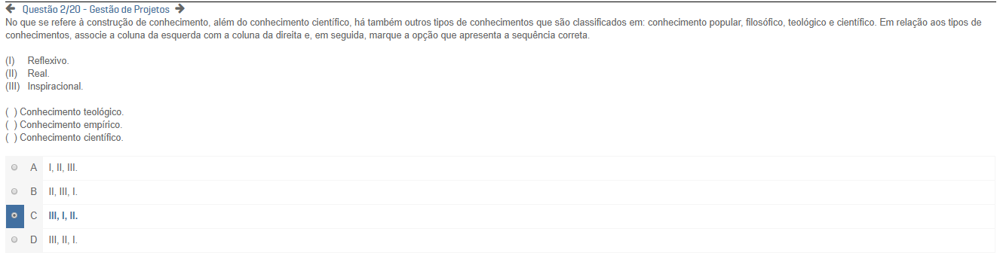 Questão 2/20 - Gestão de Projetos
No que se refere à construção de conhecimento, além do conhecimento científico, há também outros tipos de conhecimentos que são classificados em: conhecimento popular, filosófico, teológico e científico. Em relação aos tipos de
conhecimentos, associe a coluna da esquerda com a coluna da direita e, em seguida, marque a opção que apresenta a sequência correta.
(I) Reflexivo.
(II) Real.
(III) Inspiracional.
( ) Conhecimento teológico.
( ) Conhecimento empírico.
( ) Conhecimento científico.
A I, II, III.
B II, III, I.
C III, I, II.
D III, II, I.